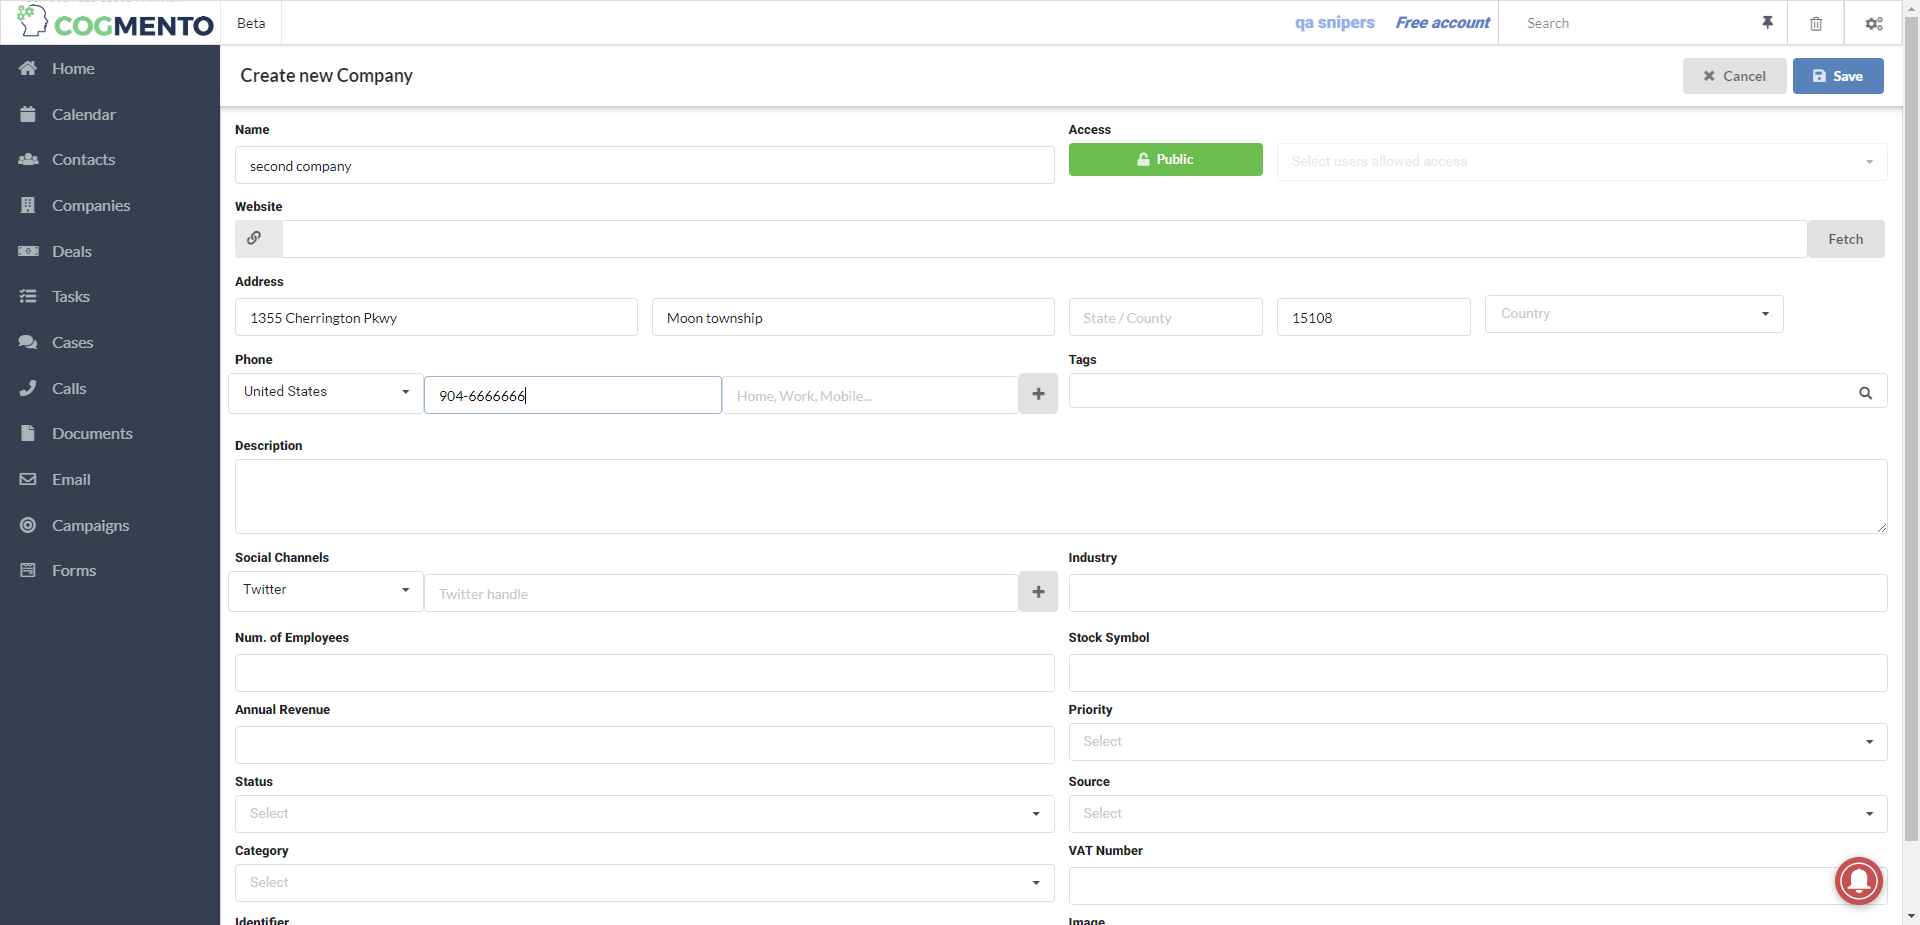 COGMENTO
Beta
qa snipers
Free account
Search
Home
Calendar
Contacts
Companies
Deals
Tasks
Cases
Calls
Documents
Email
Campaigns
Forms
Create new Company
Cancel
Save
Name
Access
second company
Public
Select users allowed access
Website
Fetch
Address
1355 Cherrington Pkwy
Moon township
State / County
15108
Country
Phone
Tags
United States
904-6666666
Home, Work, Mobile...
Description
Social Channels
Industry
Twitter
Twitter handle
Num. of Employees
Stock Symbol
Annual Revenue
Priority
Select
Status
Source
Select
Select
Category
VAT Number
Select
Identifier
Image